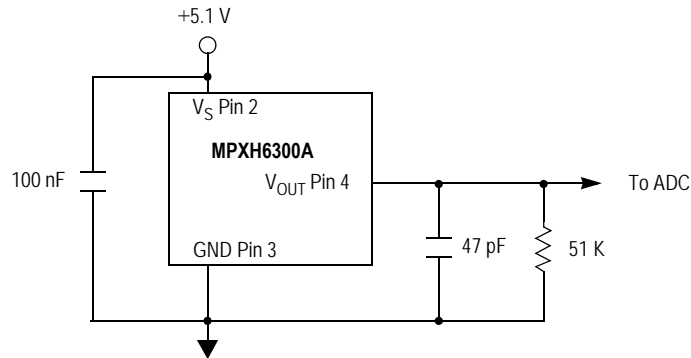 +5.1 V
V_S Pin 2
MPXH6300A
100 nF
V_OUT Pin 4
To ADC
GND Pin 3
47 pF
51 K